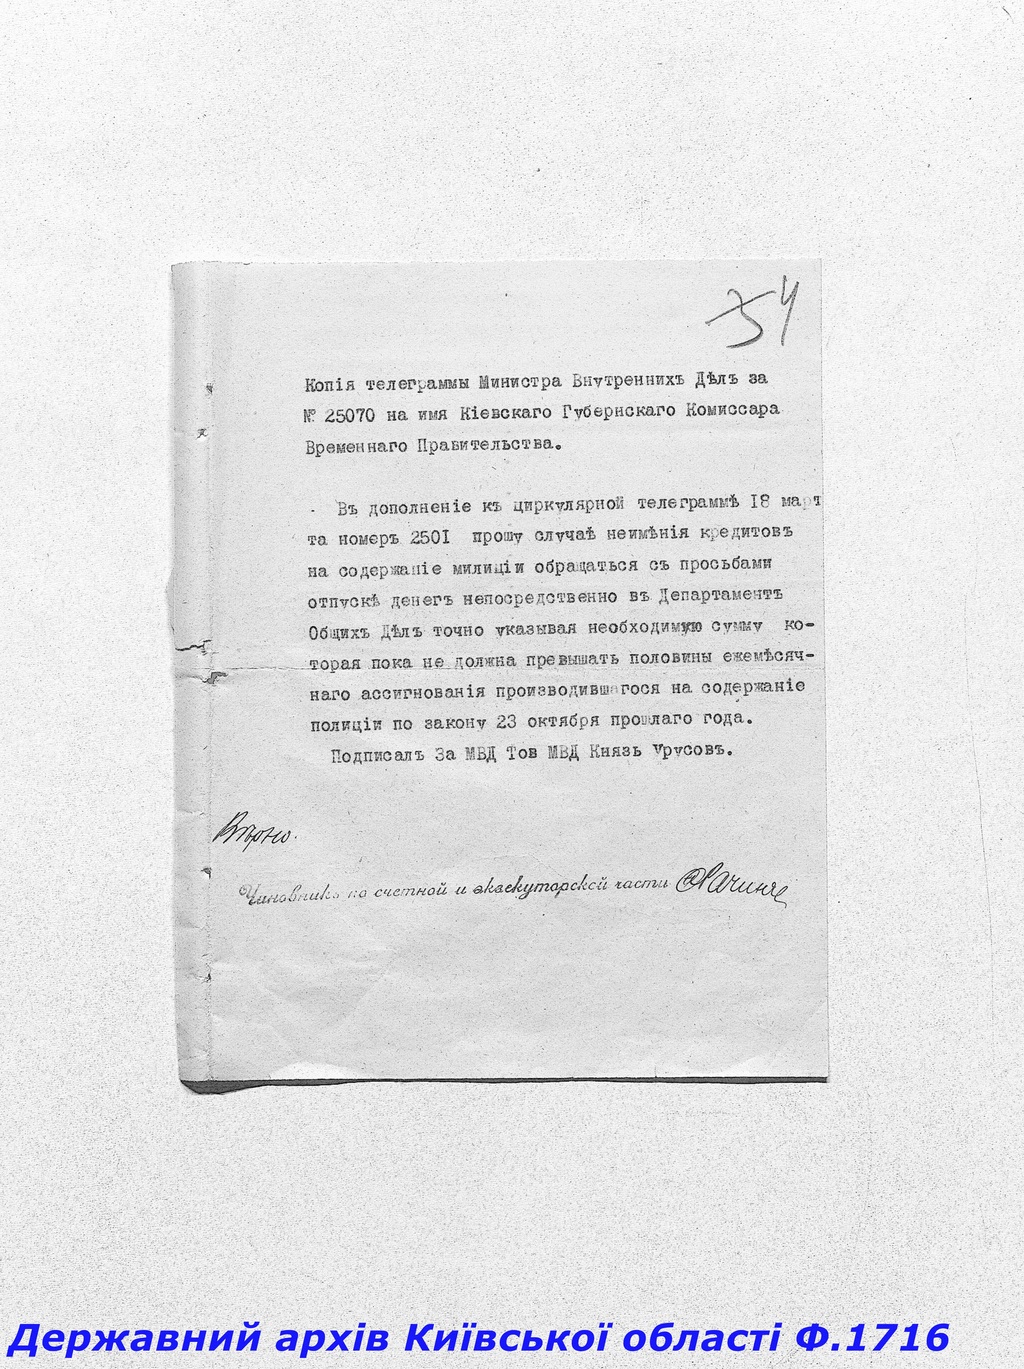 54
Копія телеграммы Министра Внутреннихъ Дѣлъ за
№ 25070 на имя Кіевскаго Губернскаго Комиссара
Временнаго Правительства.
Въ дополненіе къ циркулярной телеграммѣ 18 март
та номеръ 2501 прошу случаѣ неимѣнія кредитовъ
на содержаніе милиціи обращаться съ просьбами
отпускѣ денегъ непосредственно въ Департаментъ
Общихъ Дѣлъ точно указывая необходимую сумму ко-
торая пока не должна превышать половины ежемѣсяч-
наго ассигнованія производившагося на содержаніе
полиціи по закону 23 октября прошлаго года.
Подписалъ За МВД Тов МВД Князь Урусовъ.
Вѣрно.
Чиновникъ по счетной и экзекуторской части
Державний архів Київської області Ф.1716